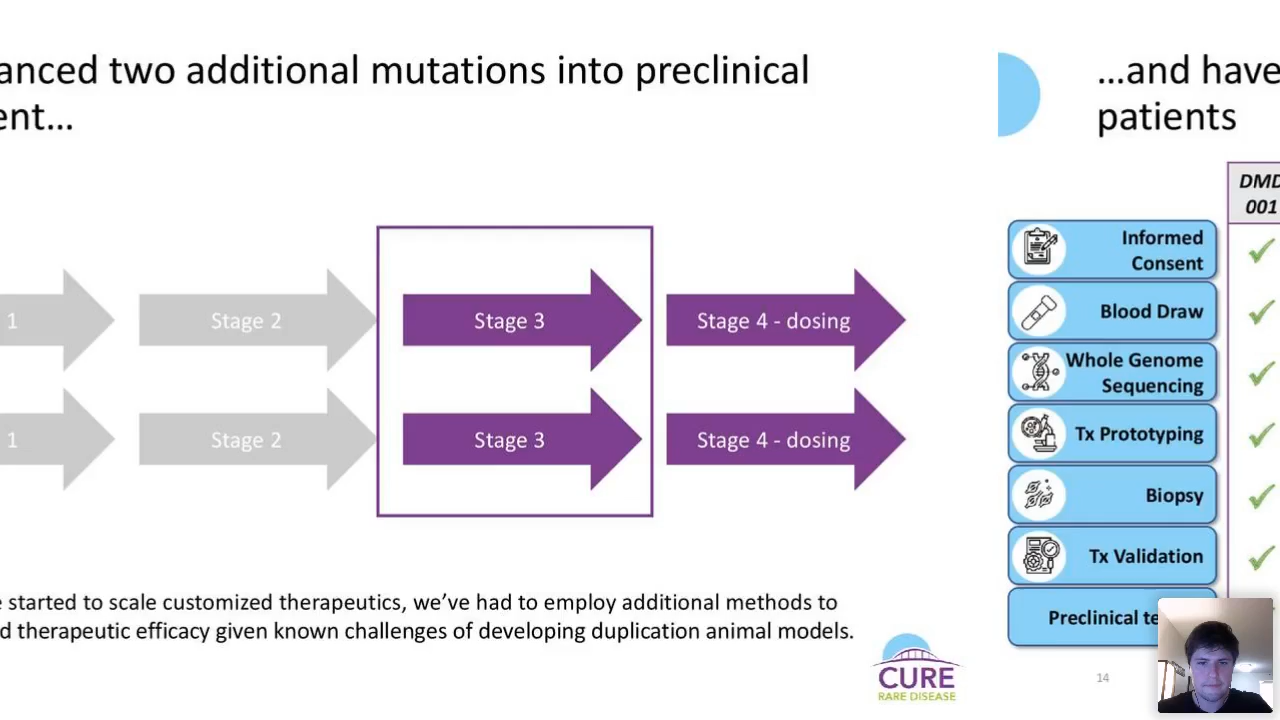 anced two additional mutations into preclinical
ent…
1
Stage 2
Stage 3
Stage 4 - dosing
1
Stage 2
Stage 3
Stage 4 - dosing
e started to scale customized therapeutics, we've had to employ additional methods to
d therapeutic efficacy given known challenges of developing duplication animal models.
CURE
RARE DISEASE
…and have
patients
DMD
001
Informed
Consent
Blood Draw
Whole Genome
Sequencing
Tx Prototyping
Biopsy
Tx Validation
Preclinical te
14